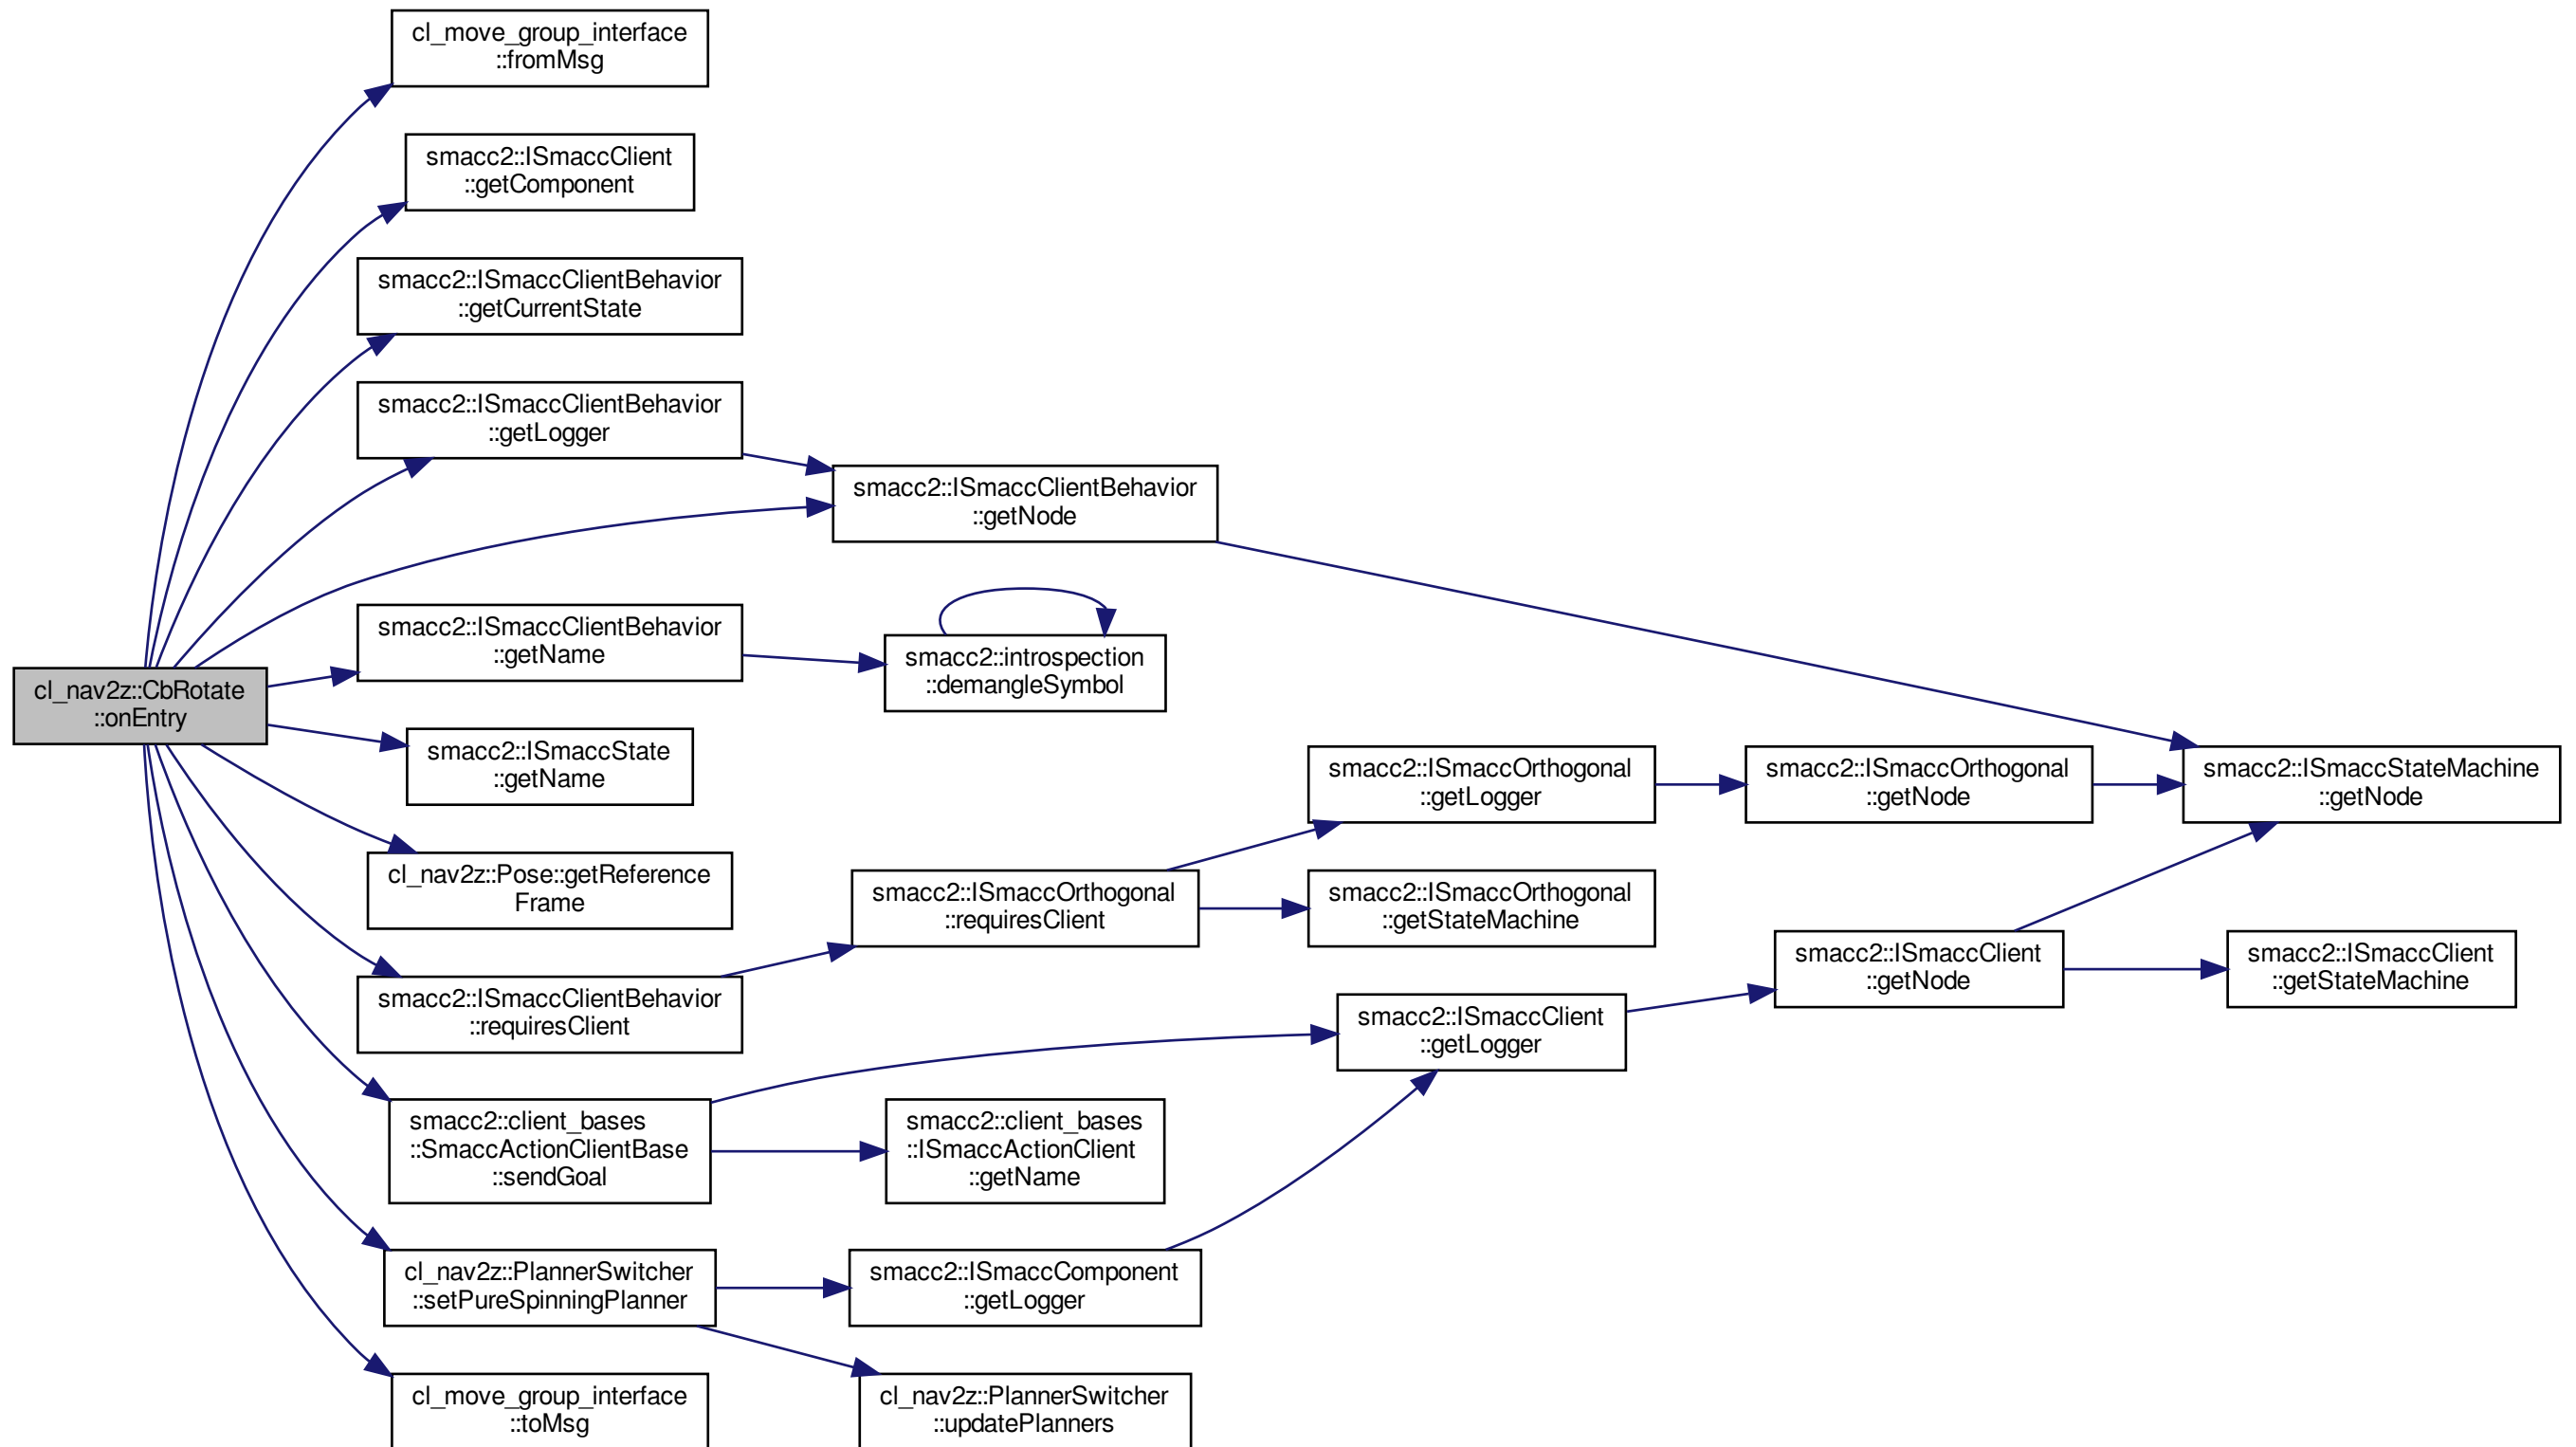 cl_move_group_interface
::fromMsg
smacc2::ISmaccClient
::getComponent
smacc2::ISmaccClientBehavior
::getCurrentState
smacc2::ISmaccClientBehavior
::getLogger
smacc2::ISmaccClientBehavior
::getNode
smacc2::ISmaccClientBehavior
::getName
smacc2::introspection
::demangleSymbol
cl_nav2z::CbRotate
::onEntry
smacc2::ISmaccState
::getName
smacc2::ISmaccOrthogonal
::getLogger
smacc2::ISmaccOrthogonal
::getNode
smacc2::ISmaccStateMachine
::getNode
cl_nav2z::Pose::getReference
Frame
smacc2::ISmaccOrthogonal
::requiresClient
smacc2::ISmaccOrthogonal
::getStateMachine
smacc2::ISmaccClient
::getNode
smacc2::ISmaccClient
::getStateMachine
smacc2::ISmaccClientBehavior
::requiresClient
smacc2::ISmaccClient
::getLogger
smacc2::client_bases
::SmaccActionClientBase
::sendGoal
smacc2::client_bases
::ISmaccActionClient
::getName
cl_nav2z::PlannerSwitcher
::setPureSpinningPlanner
smacc2::ISmaccComponent
::getLogger
cl_move_group_interface
::toMsg
cl_nav2z::PlannerSwitcher
::updatePlanners